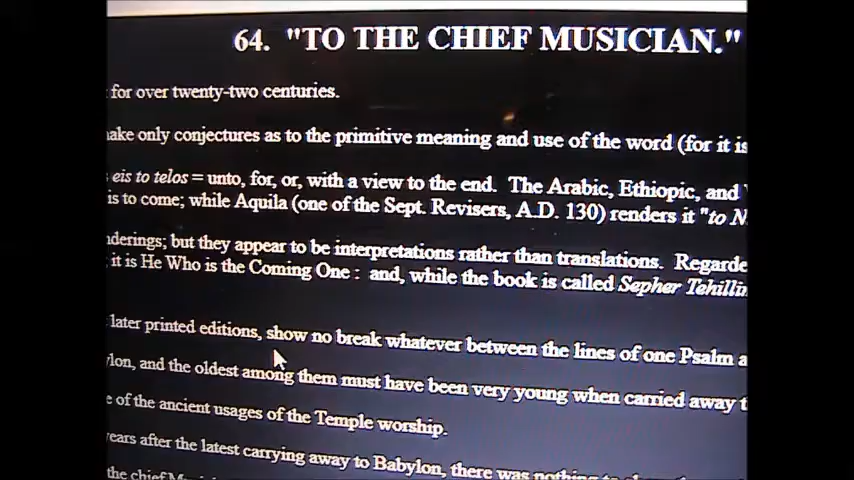 64. "TO THE CHIEF MUSICIAN."
for over twenty-two centuries.
ake only conjectures as to the primitive meaning and use of the word (for it is
eis to telos = unto, for, or, with a view to the end. The Arabic, Ethiopic, and
is to come; while Aquila (one of the Sept. Revisers, A.D. 130) renders it "to N
nderings; but they appear to be interpretations rather than translations. Regarde
it is He Who is the Coming One : and, while the book is called Sepher Tehillin
later printed editions, show no break whatever between the lines of one Psalm a
lon, and the oldest among them must have been very young when carried away t
e of the ancient usages of the Temple worship.
ears after the latest carrying away to Babylon, there was nothing to
the chief